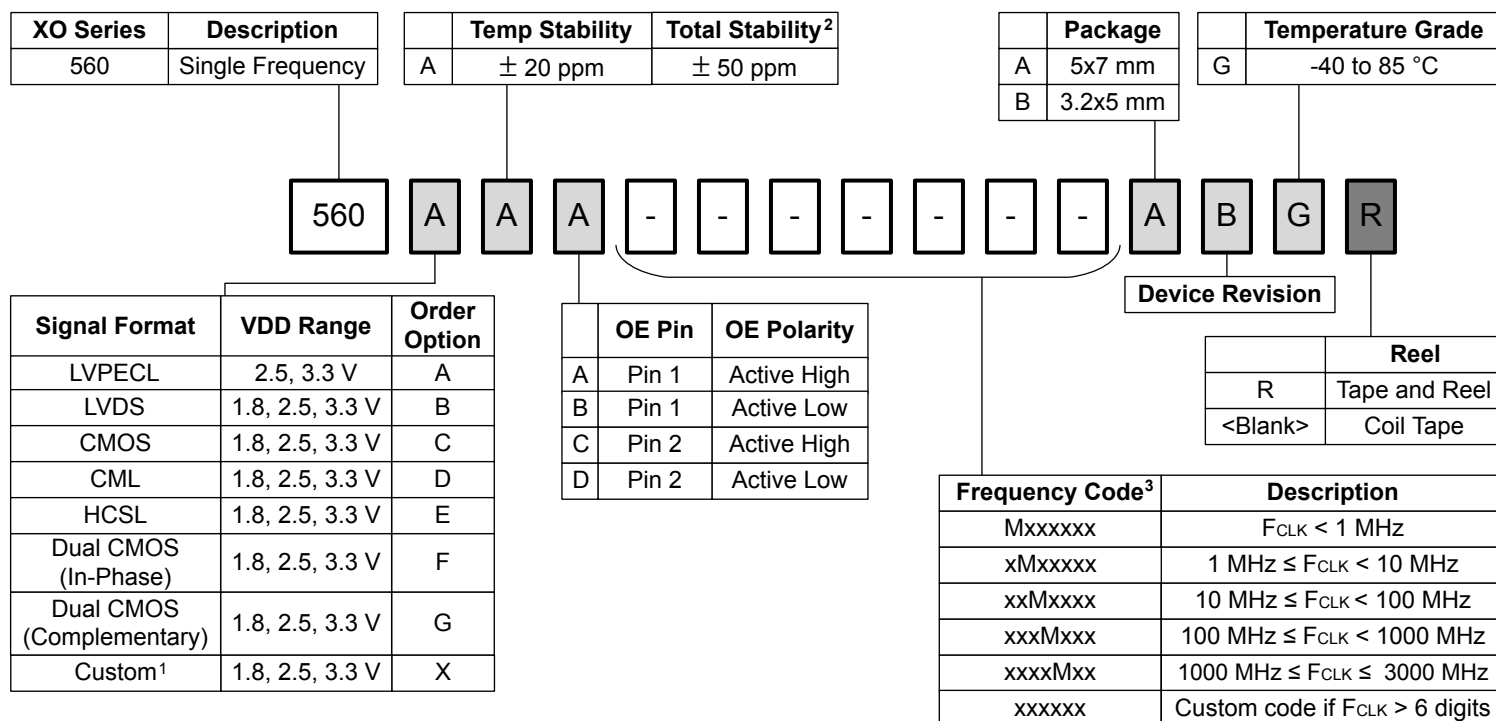 XO Series Description
560 Single Frequency
Temp Stability Total Stability²
A ± 20 ppm ± 50 ppm
Package
A 5x7 mm
B 3.2x5 mm
Temperature Grade
G -40 to 85 °C
560 A A A - - - - - - - A B G R
Signal Format VDD Range Order Option
LVPECL 2.5, 3.3 V A
LVDS 1.8, 2.5, 3.3 V B
CMOS 1.8, 2.5, 3.3 V C
CML 1.8, 2.5, 3.3 V D
HCSL 1.8, 2.5, 3.3 V E
Dual CMOS
(In-Phase) 1.8, 2.5, 3.3 V F
Dual CMOS
(Complementary) 1.8, 2.5, 3.3 V G
Custom¹ 1.8, 2.5, 3.3 V X
OE Pin OE Polarity
A Pin 1 Active High
B Pin 1 Active Low
C Pin 2 Active High
D Pin 2 Active Low
Device Revision
Reel
R Tape and Reel
<Blank> Coil Tape
Frequency Code³ Description
Mxxxxxx FCLK < 1 MHz
xMxxxxx 1 MHz ≤ FCLK < 10 MHz
xxMxxxx 10 MHz ≤ FCLK < 100 MHz
xxxMxxx 100 MHz ≤ FCLK < 1000 MHz
xxxxMxx 1000 MHz ≤ FCLK ≤ 3000 MHz
xxxxxx Custom code if FCLK > 6 digits